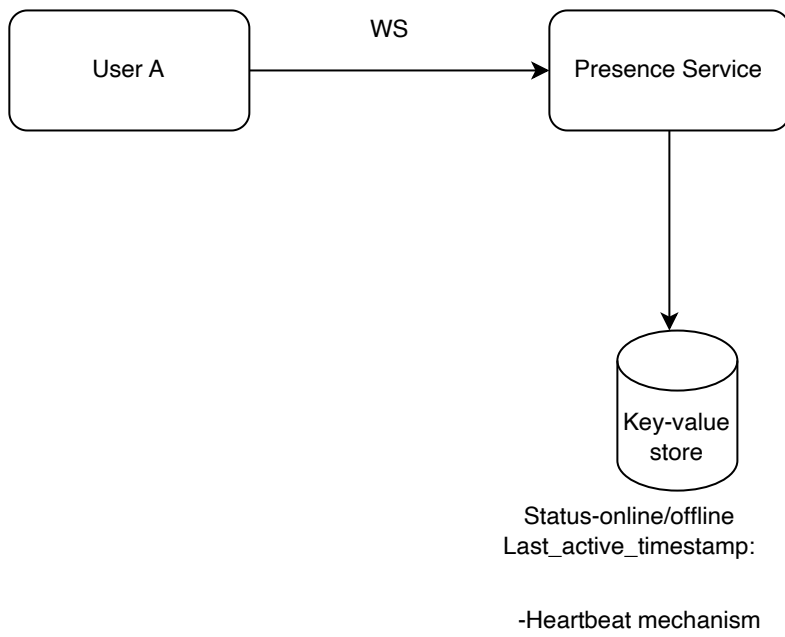 WS
User A
Presence Service
Key-value
store
Status-online/offline
Last_active_timestamp:
-Heartbeat mechanism